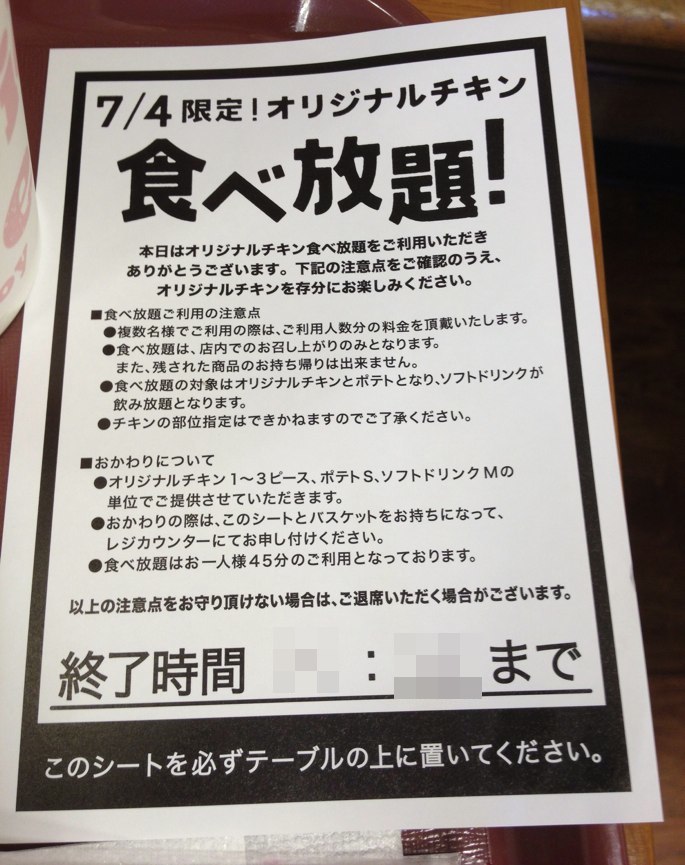 7/4 限定！オリジナルチキン
食べ放題！
本日はオリジナルチキン食べ放題をご利用いただき
ありがとうございます。下記の注意点をご確認のうえ、
オリジナルチキンを存分にお楽しみください。
■食べ放題ご利用の注意点
●複数名様でご利用の際は、ご利用人数分の料金を頂戴いたします。
●食べ放題は、店内でのお召し上がりのみとなります。
また、残された商品のお持ち帰りは出来ません。
●食べ放題の対象はオリジナルチキンとポテトとなり、ソフトドリンクが
飲み放題となります。
●チキンの部位指定はできかねますのでご了承ください。
■おかわりについて
●オリジナルチキン1～3ピース、ポテトS、ソフトドリンクMの
単位でご提供させていただきます。
●おかわりの際は、このシートとバスケットをお持ちになって、
レジカウンターにてお申し付けください。
●食べ放題はお一人様45分のご利用となっております。
以上の注意点をお守り頂けない場合は、ご退席いただく場合がございます。
終了時間 ： まで
このシートを必ずテーブルの上に置いてください。